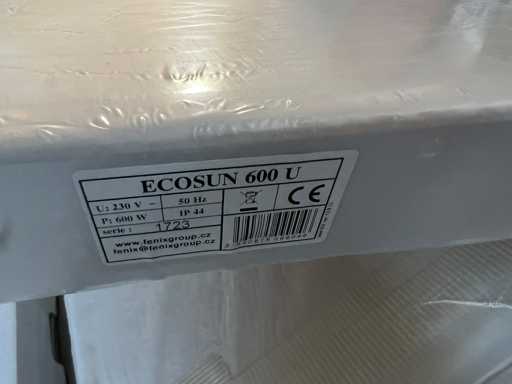 ECOSUN 600 U
U: 230 V ~ 50 Hz
P: 600 W IP 44
serie : 1723
www.fenixgroup.cz
fenix@fenixgroup.cz
CE